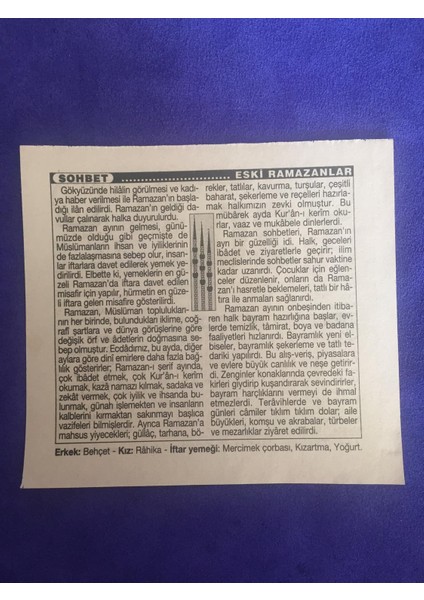 SOHBET ............................ ESKİ RAMAZANLAR
Gökyüzünde hilâlin görülmesi ve kadı-
ya haber verilmesi ile Ramazan'ın başla-
dığı ilân edilirdi. Ramazan'ın geldiği da-
vullar çalınarak halka duyurulurdu.
Ramazan ayının gelmesi, günü-
müzde olduğu gibi geçmişte de
Müslümanların ihsan ve iyiliklerinin
de fazlalaşmasına sebep olur, insan-
lar iftarlara davet edilerek yemek ye-
dirilirdi. Elbette ki, yemeklerin en gü-
zeli Ramazan'da iftara davet edilen
misafir için yapılır, hürmetin en güze-
li iftara gelen misafire gösterilirdi.
Ramazan, Müslüman toplulukla-
rının her birinde, bulundukları iklime, coğ-
rafi şartlara ve dünya görüşlerine göre
değişik örf ve âdetlerin doğmasına se-
bep olmuştur. Ecdâdımız, bu ayda, diğer
aylara göre dinî emirlere daha fazla bağ-
lılık gösterirler; Ramazan-ı şerif ayında,
çok ibâdet etmek, çok Kur'an-ı kerîm
okumak, kazâ namazı kılmak, sadaka ve
zekât vermek, çok iyilik ve ihsanda bu-
lunmak, günah işlemekten ve insanların
kalblerini kırmaktan sakınmayı başlıca
vazifeleri bilmişlerdir. Ayrıca Ramazan'a
mahsus yiyecekleri; güllâç, tarhana, bö-
rekler, tatlılar, kavurma, turşular, çeşitli
baharat, şekerleme ve reçelleri hazırla-
mak halkımızın zevki olmuştur. Bu
mübârek ayda Kur'ân-ı kerîm oku-
rlar, vaaz ve mukâbele dinlerlerdi.
Ramazan sohbetleri, Ramazan'ın
ayrı bir güzelliği idi. Halk, geceleri
ibâdet ve ziyaretlerle geçirir; ilim
meclislerinde sohbetler sahur vaktine
kadar uzanırdı. Çocuklar için eğlen-
celer düzenlenir, onların da Rama-
zan'ı hasretle beklemeleri, tatlı bir hâ-
tıra ile anmaları sağlanırdı.
Ramazan ayının onbeşinden itiba-
ren halk bayram hazırlığına başlar, ev-
lerde temizlik, tâmirat, boya ve badana
faaliyetleri hızlanırdı. Bayramlık yeni el-
biseler, bayramlık şekerleme ve tatlı te-
dariki yapılırdı. Bu alış-veriş, piyasalara
ve evlere büyük canlılık ve neşe getirir-
di. Zenginler konaklarında çevredeki fa-
kirleri giydirip kuşandırarak sevindirirler,
bayram harçlıklarını vermeyi de ihmal
etmezlerdi. Terâvihlerde ve bayram
günleri câmiler tıklım tıklım dolar; aile
büyükleri, komşu ve akrabalar, türbeler
ve mezarlıklar ziyaret edilirdi.
Erkek: Behçet - Kız: Râhika - İftar yemeği: Mercimek çorbası, Kızartma, Yoğurt.